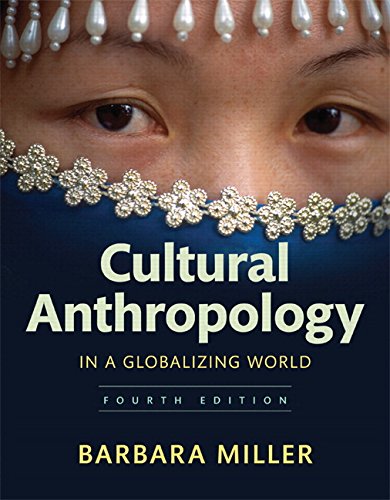 Cultural
Anthropology
IN A GLOBALIZING WORLD
FOURTH EDITION
BARBARA MILLER